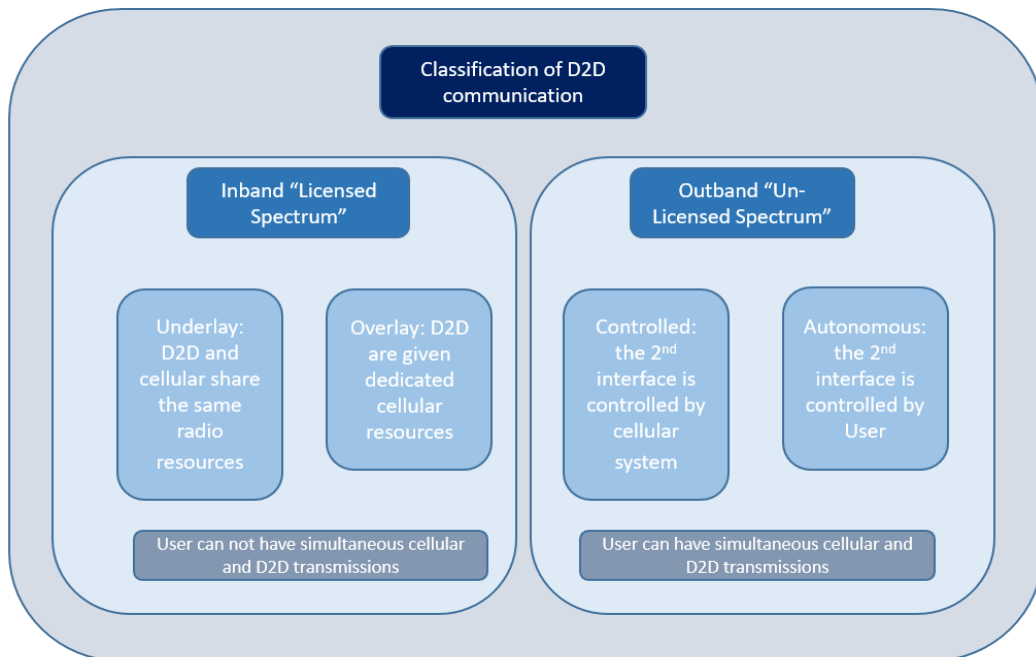 Classification of D2D
communication
Inband “Licensed
Spectrum”
Underlay:
D2D and
cellular share
the same
radio
resources
Overlay: D2D
are given
dedicated
cellular
resources
User can not have simultaneous cellular
and D2D transmissions
Outband “Un-
Licensed Spectrum”
Controlled:
the 2nd
interface is
controlled by
cellular
system
Autonomous:
the 2nd
interface is
controlled by
User
User can have simultaneous cellular and
D2D transmissions